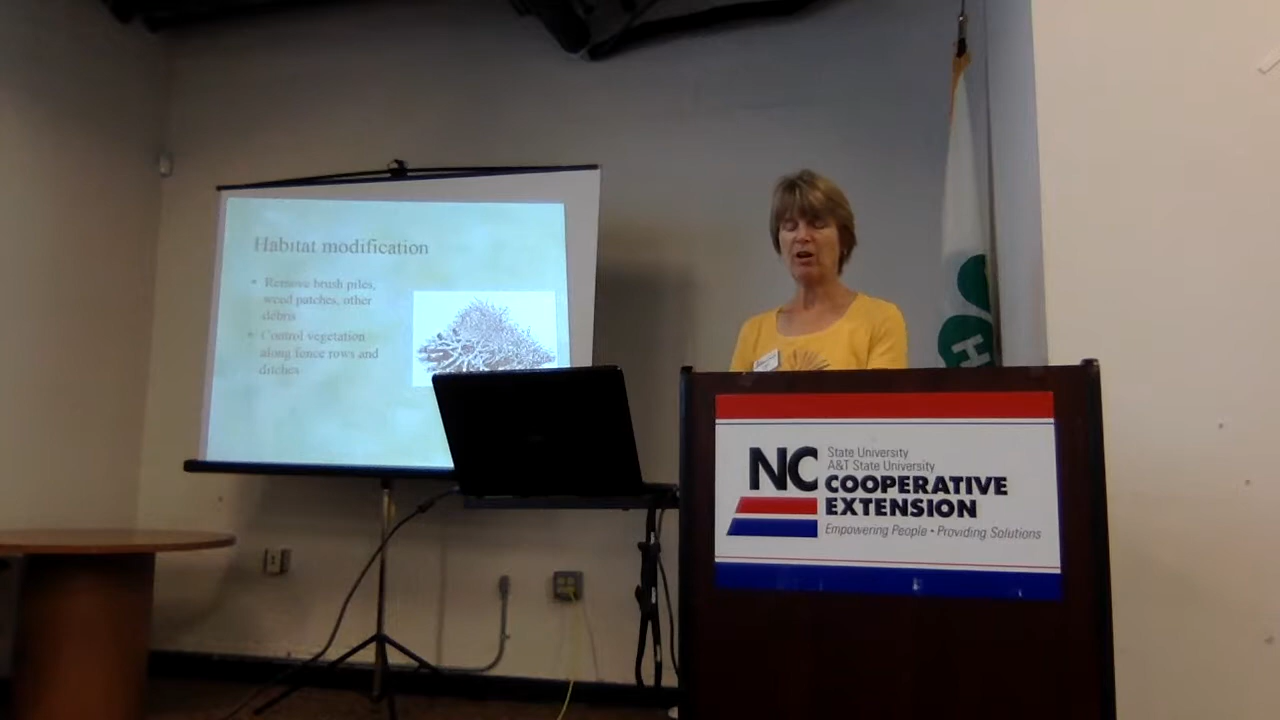 Habitat modification
• Remove brush piles,
weed patches, other
debris
• Control vegetation
along fence rows and
ditches
H
NC
State University
A&T State University
COOPERATIVE
EXTENSION
Empowering People • Providing Solutions